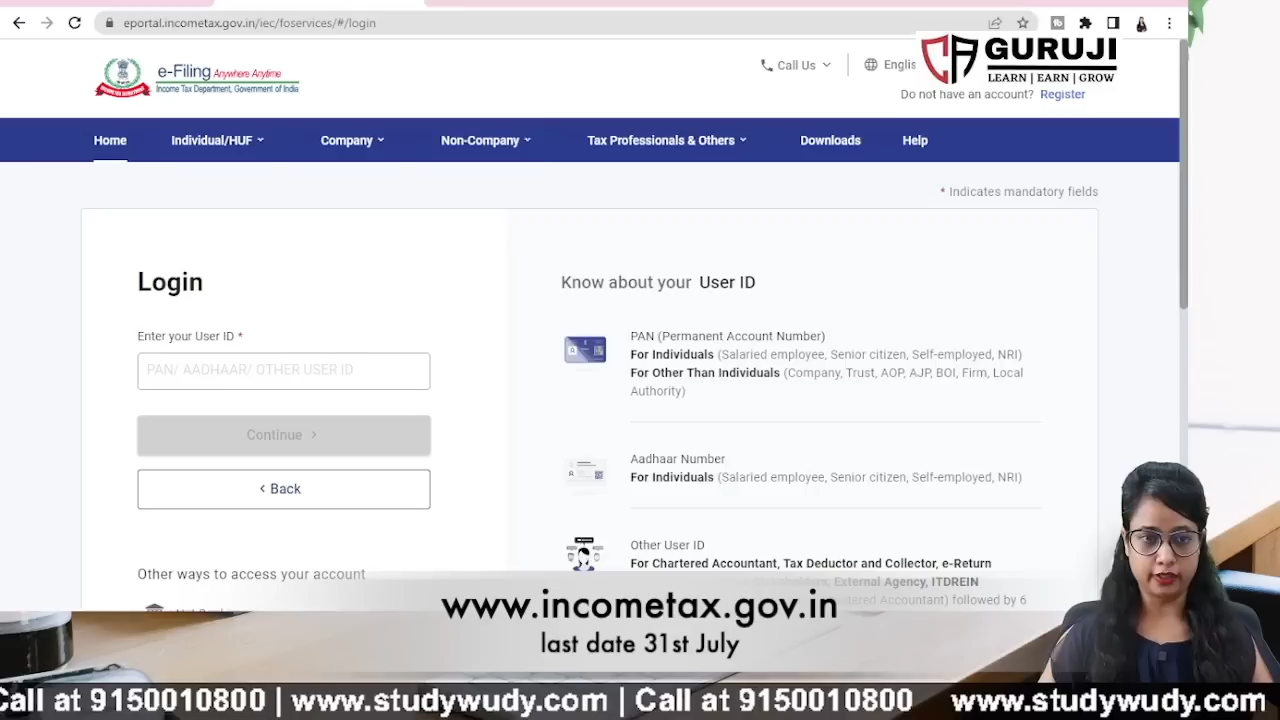 eportal.incometax.gov.in/iec/foservices/#/login
CA GURUJI
LEARN | EARN | GROW
e-Filing Anywhere Anytime
Income Tax Department, Government of India
Call Us
Englis
Do not have an account? Register
Home Individual/HUF Company Non-Company Tax Professionals & Others Downloads Help
* Indicates mandatory fields
Login
Enter your User ID *
PAN/ AADHAAR/ OTHER USER ID
Continue >
< Back
Other ways to access your account
Know about your User ID
PAN (Permanent Account Number)
For Individuals (Salaried employee, Senior citizen, Self-employed, NRI)
For Other Than Individuals (Company, Trust, AOP, AJP, BOI, Firm, Local
Authority)
Aadhaar Number
For Individuals (Salaried employee, Senior citizen, Self-employed, NRI)
Other User ID
For Chartered Accountant, Tax Deductor and Collector, e-Return
External Agency, ITDREIN
Accountant) followed by 6
www.incometax.gov.in
last date 31st July
Call at 9150010800 | www.studywudy.com | Call at 9150010800 www.studywudy.com